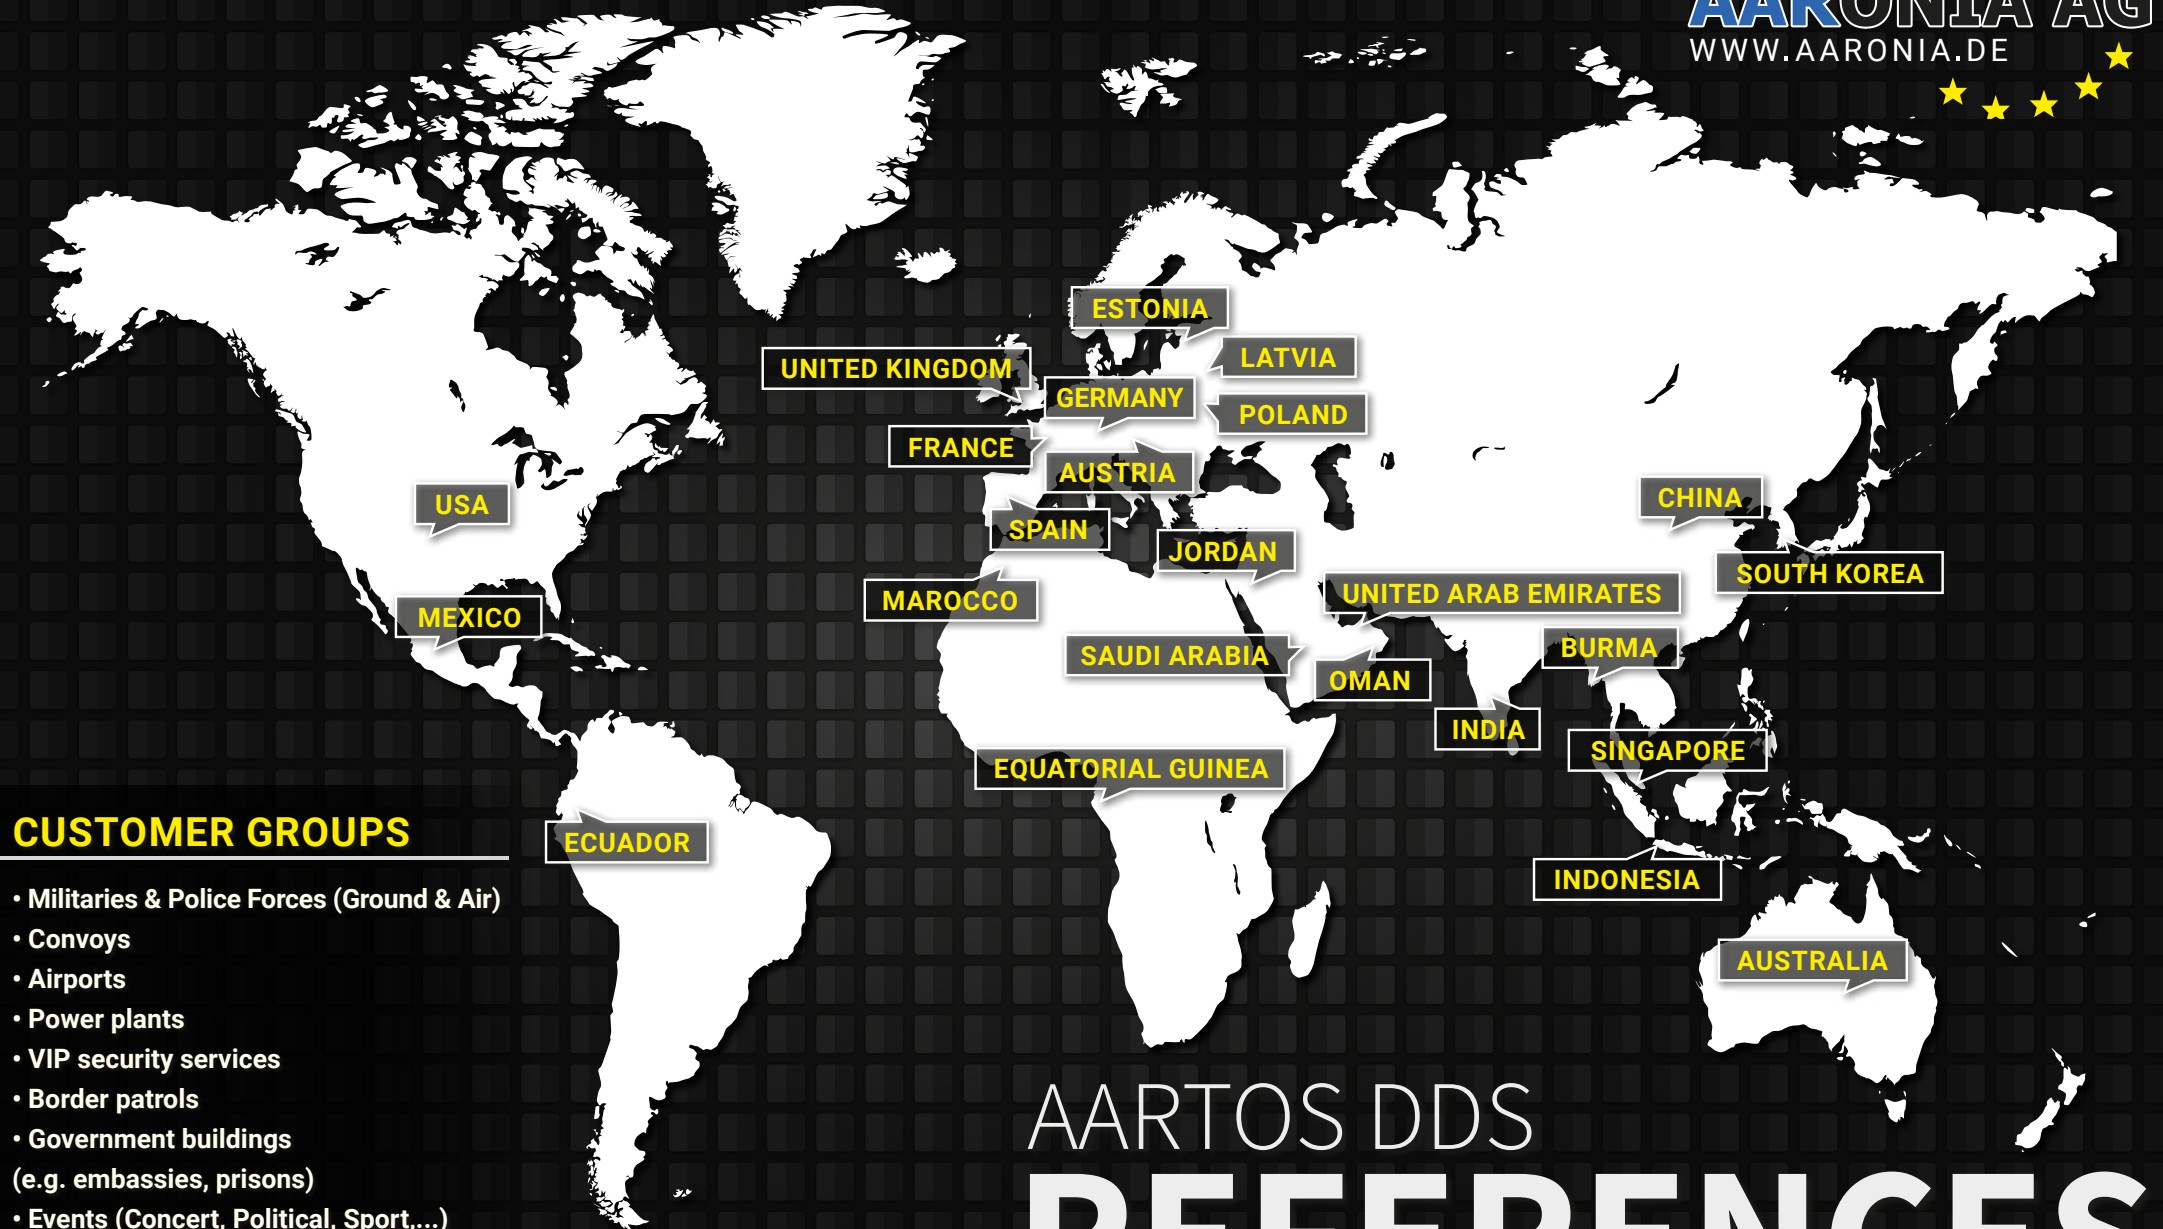 AARONIA AG
WWW.AARONIA.DE
ESTONIA
LATVIA
UNITED KINGDOM
GERMANY
POLAND
FRANCE
AUSTRIA
USA
CHINA
SPAIN
JORDAN
SOUTH KOREA
UNITED ARAB EMIRATES
MAROCCO
MEXICO
BURMA
SAUDI ARABIA
OMAN
INDIA
SINGAPORE
EQUATORIAL GUINEA
ECUADOR
INDONESIA
AUSTRALIA
CUSTOMER GROUPS
• Militaries & Police Forces (Ground & Air)
• Convoys
• Airports
• Power plants
• VIP security services
• Border patrols
• Government buildings
(e.g. embassies, prisons)
• Events (Concert, Political, Sport,...)
AARTOS DDS
REFERENCES